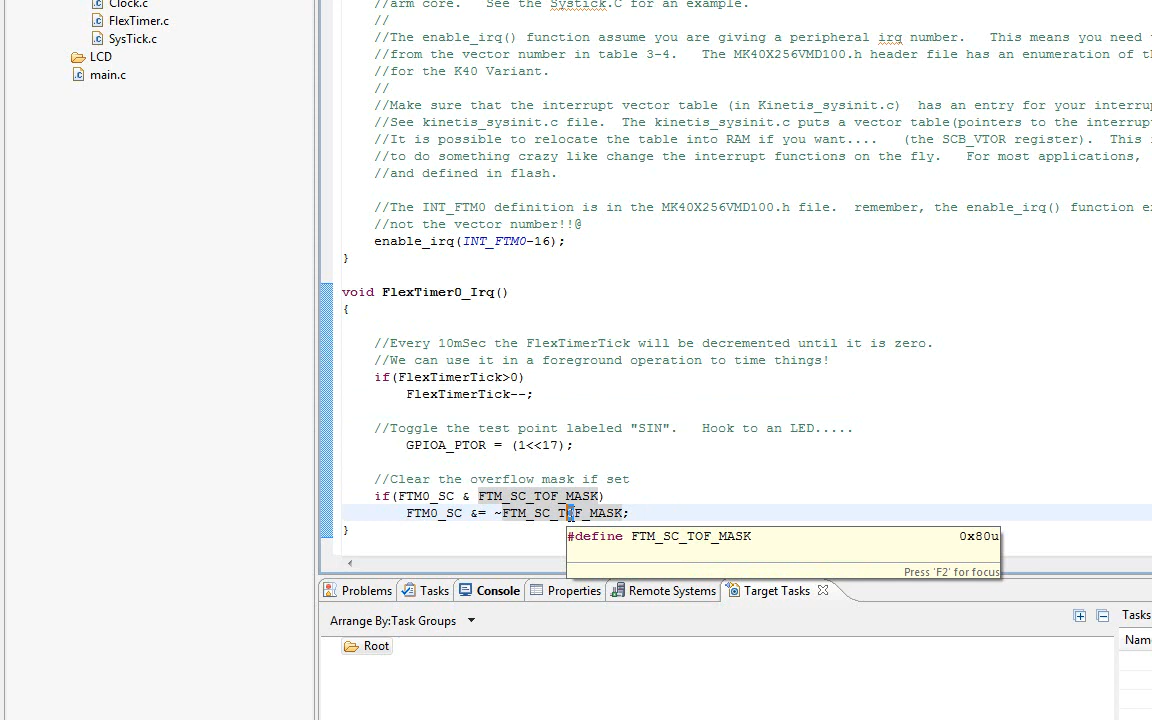 Clock.c
FlexTimer.c
SysTick.c
LCD
main.c
//arm core.   See the Systick.C for an example.
//
//The enable_irq() function assume you are giving a peripheral irq number.   This means you need
//from the vector number in table 3-4.   The MK40X256VMD100.h header file has an enumeration of
//for the K40 Variant.
//
//Make sure that the interrupt vector table (in Kinetis_sysinit.c)  has an entry for your
//See kinetis_sysinit.c file.  The kinetis_sysinit.c puts a vector table(pointers to the
//It is possible to relocate the table into RAM if you want....   (the SCB_VTOR register).  This
//to do something crazy like change the interrupt functions on the fly.   For most applications,
//and defined in flash.
//The INT_FTM0 definition is in the MK40X256VMD100.h file.  remember, the enable_irq() function
//not the vector number!!@
enable_irq(INT_FTM0-16);
}
void FlexTimer0_Irq()
{
//Every 10mSec the FlexTimerTick will be decremented until it is zero.
//We can use it in a foreground operation to time things!
if(FlexTimerTick>0)
FlexTimerTick--;
//Toggle the test point labeled "SIN".   Hook to an LED.....
GPIOA_PTOR = (1<<17);
//Clear the overflow mask if set
if(FTM0_SC & FTM_SC_TOF_MASK)
FTM0_SC &= ~FTM_SC_TOF_MASK;
}
#define FTM_SC_TOF_MASK 0x80u
Press 'F2' for focus
Problems Tasks Console Properties Remote Systems Target Tasks
Arrange By:Task Groups Tasks
Root